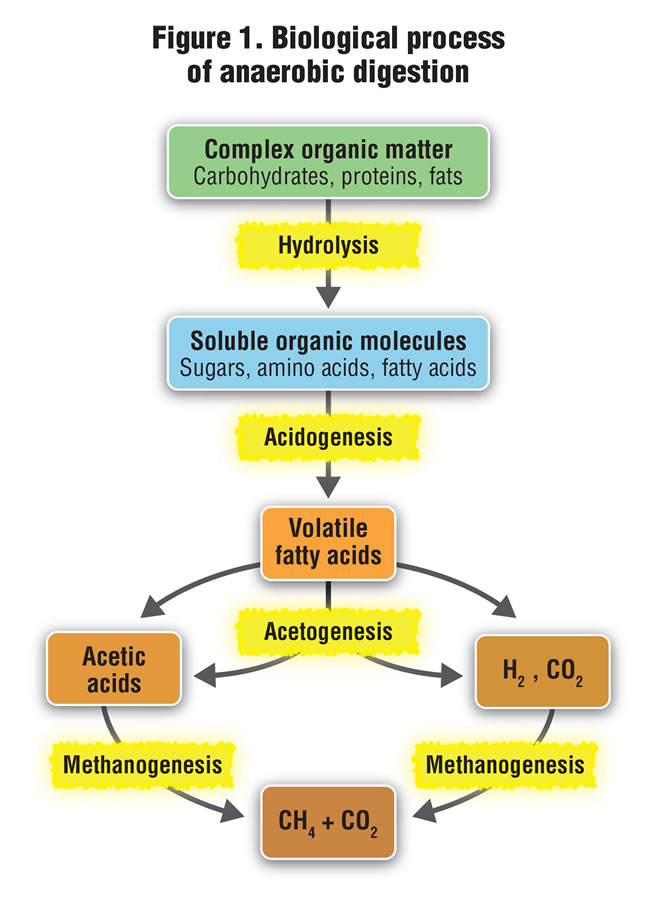 Figure 1. Biological process
of anaerobic digestion
Complex organic matter
Carbohydrates, proteins, fats
Hydrolysis
Soluble organic molecules
Sugars, amino acids, fatty acids
Acidogenesis
Volatile
fatty acids
Acetogenesis
Acetic
acids
H₂ , CO₂
Methanogenesis
Methanogenesis
CH₄ + CO₂